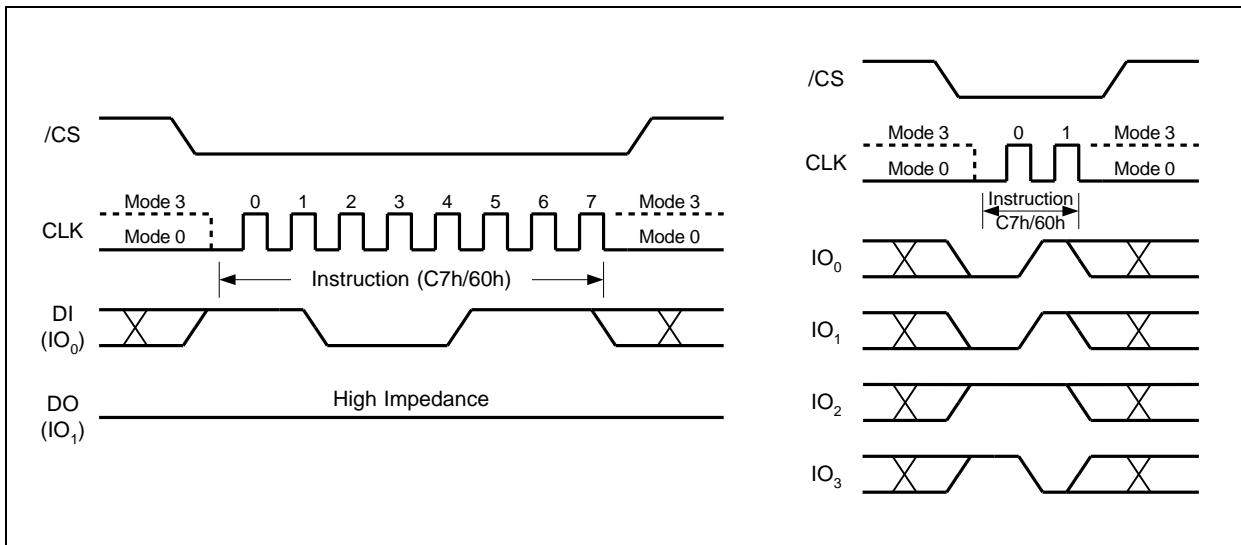 /CS
Mode 3 0 1 2 3 4 5 6 7 Mode 3
CLK Mode 0 Mode 0
Instruction (C7h/60h)
DI
(IO0)
DO High Impedance
(IO1)
/CS
Mode 3 0 1 Mode 3
CLK Mode 0 Mode 0
Instruction
C7h/60h
IO0
IO1
IO2
IO3